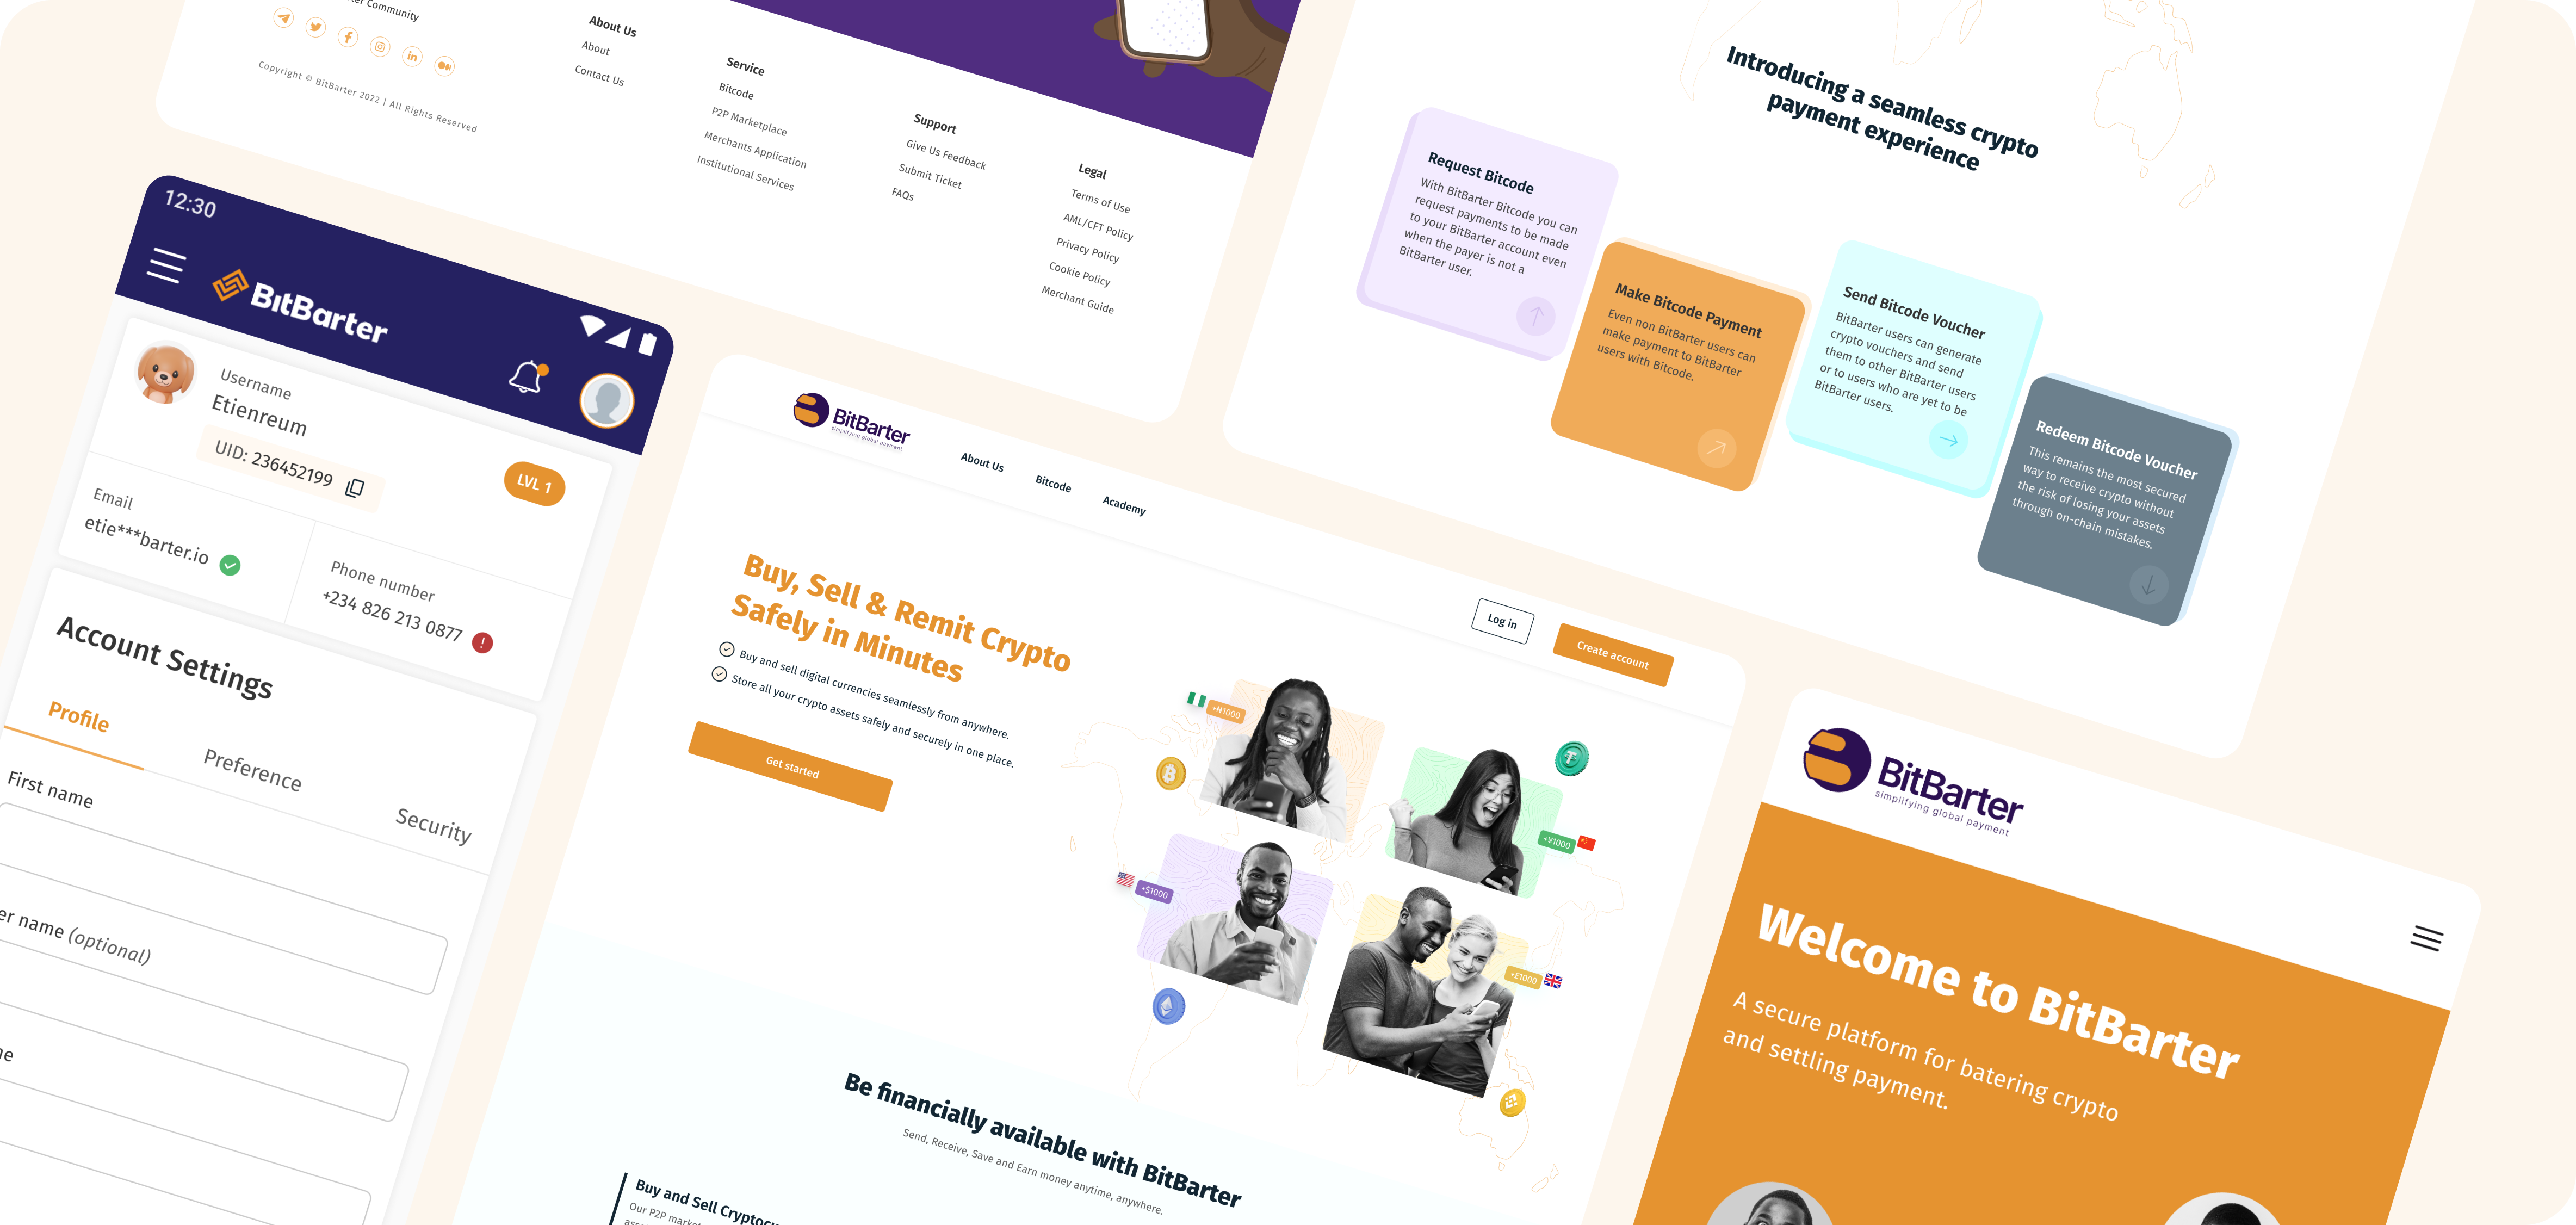 Community
Copyright © BitBarter 2022 | All Rights Reserved
About Us
About
Contact Us
Service
Bitcode
P2P Marketplace
Merchants Application
Institutional Services
Support
Give Us Feedback
Submit Ticket
FAQs
Legal
Terms of Use
AML/CFT Policy
Privacy Policy
Cookie Policy
Merchant Guide
Introducing a seamless crypto
payment experience
Request Bitcode
With BitBarter Bitcode you can
request payments to be made
to your BitBarter account even
when the payer is not a
BitBarter user.
Make Bitcode Payment
Even non BitBarter users can
make payment to BitBarter
users with Bitcode.
Send Bitcode Voucher
BitBarter users can generate
crypto vouchers and send
them to other BitBarter users
or to users who are yet to be
BitBarter users.
Redeem Bitcode Voucher
This remains the most secured
way to receive crypto without
the risk of losing your assets
through on-chain mistakes.
12:30
BitBarter
Username
Etienreum
UID: 236452199
LVL 1
Email
etie***barter.io
Phone number
+234 826 213 0877
Account Settings
Profile
Preference
Security
First name
name (optional)
BitBarter
simplifying global payment
About Us
Bitcode
Academy
Log in
Create account
Buy, Sell & Remit Crypto
Safely in Minutes
Buy and sell digital currencies seamlessly from anywhere.
Store all your crypto assets safely and securely in one place.
Get started
+₦1000
+¥1000
+$1000
+£1000
Be financially available with BitBarter
Send, Receive, Save and Earn money anytime, anywhere.
Buy and Sell
Our P2P
BitBarter
simplifying global payment
Welcome to BitBarter
A secure platform for batering crypto
and settling payment.